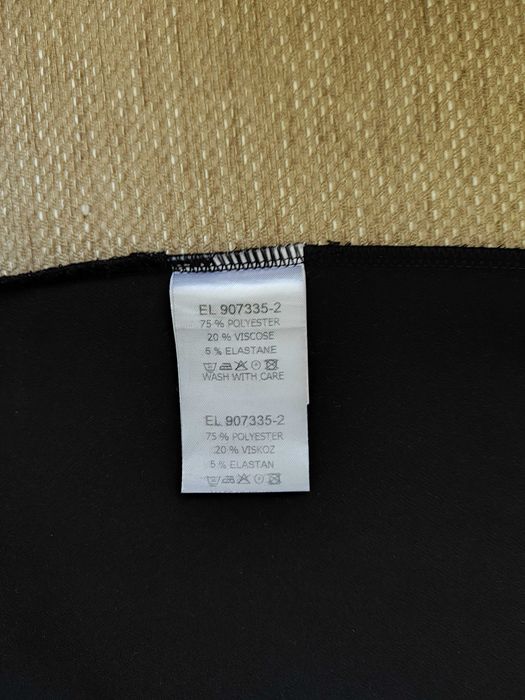 EL 907335-2
75 % POLYESTER
20 % VISCOSE
5 % ELASTANE
WASH WITH CARE
EL 907335-2
75 % POLYESTER
20 % VISKOZ
5 % ELASTAN